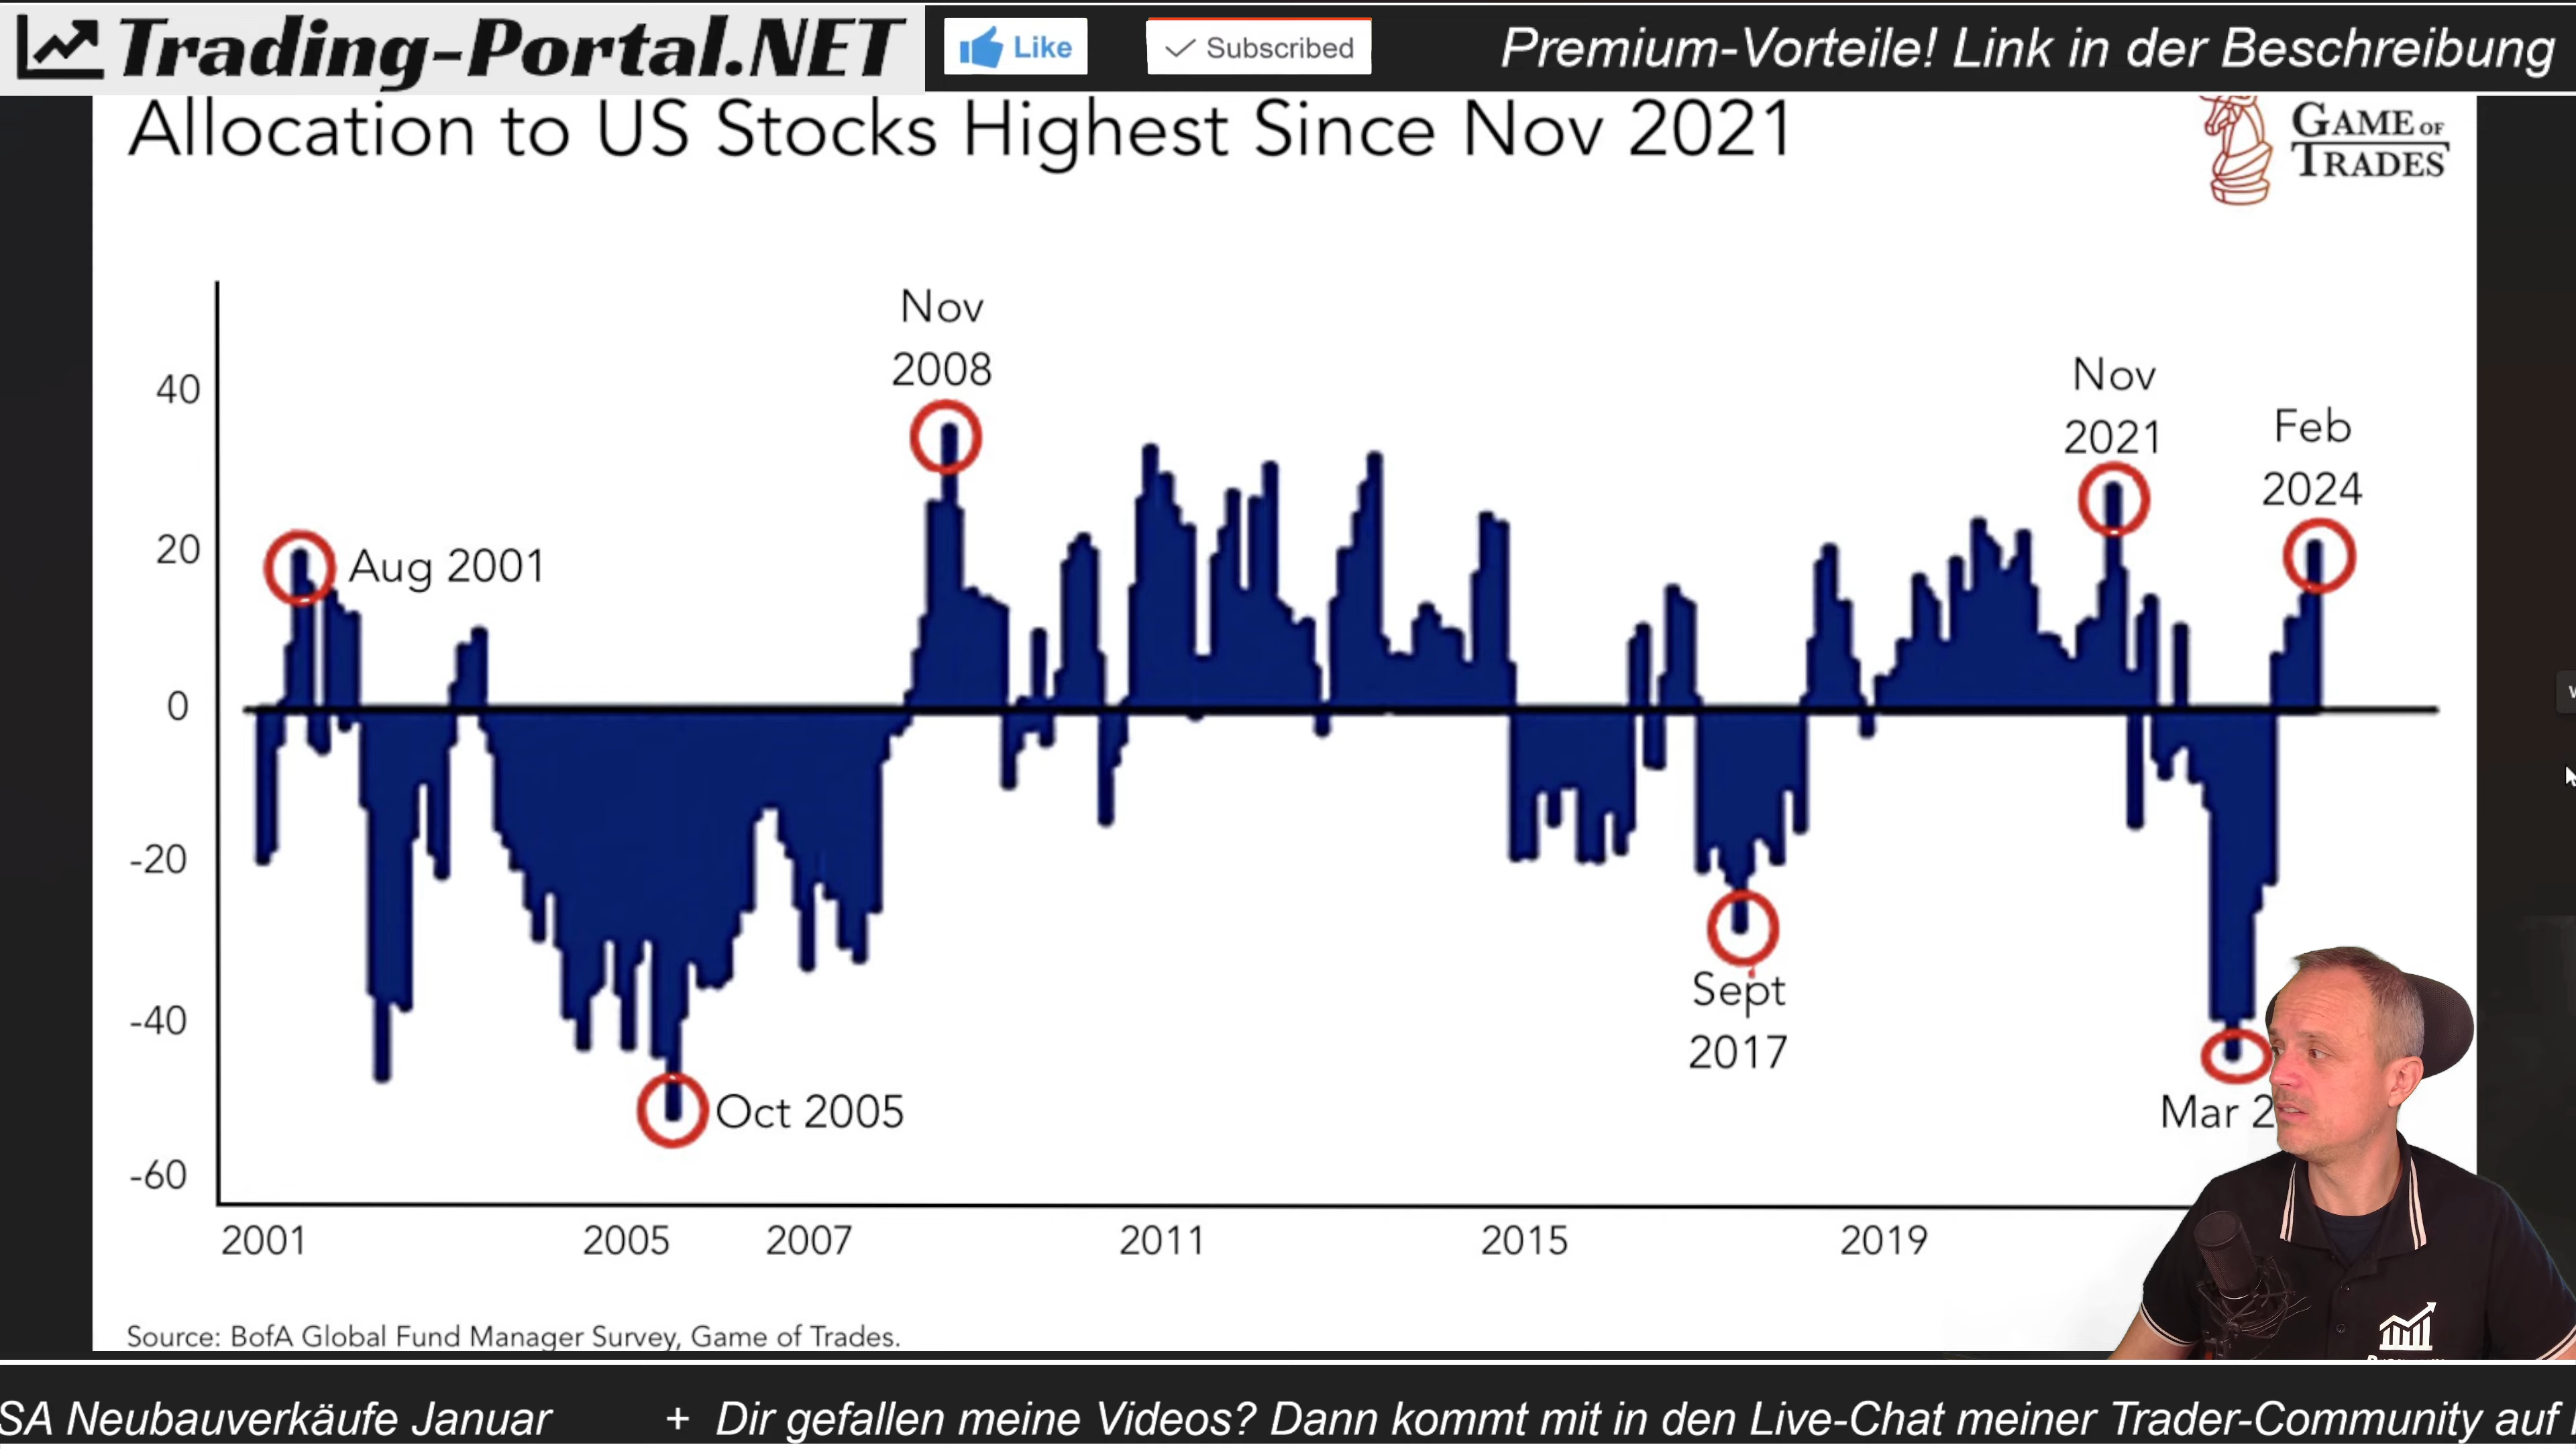 Trading-Portal.NET
Like
Subscribed
Premium-Vorteile! Link in der Beschreibung
Allocation to US Stocks Highest Since Nov 2021
GAME OF
TRADES
Nov
2008
Nov
2021
Feb
2024
Aug 2001
Sept
2017
Oct 2005
Mar 2
40
20
0
-20
-40
-60
2001
2005
2007
2011
2015
2019
Source: BofA Global Fund Manager Survey, Game of Trades.
SA Neubauverkäufe Januar + Dir gefallen meine Videos? Dann kommt mit in den Live-Chat meiner Trader-Community auf